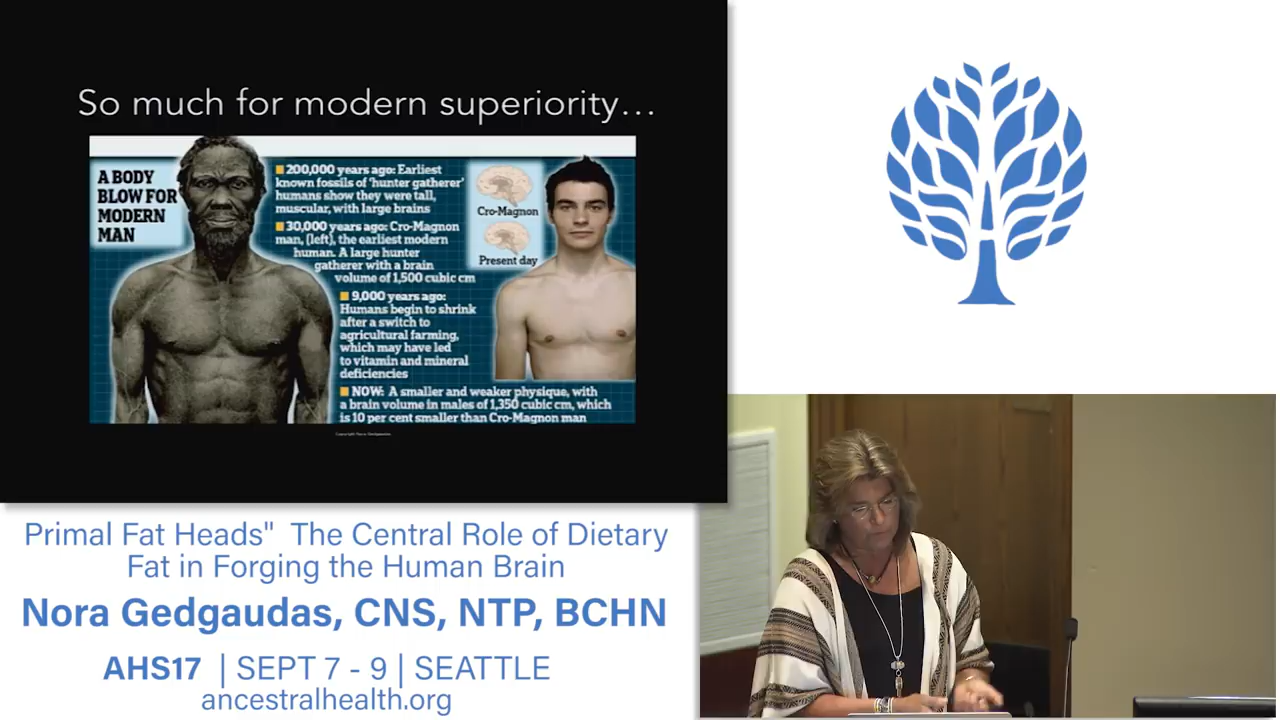 So much for modern superiority...
A BODY
BLOW FOR
MODERN
MAN
200,000 years ago: Earliest
known fossils of 'hunter gatherer'
humans show they were tall,
muscular, with large brains
30,000 years ago: Cro-Magnon
man, (left), the earliest modern
human. A large hunter
gatherer with a brain
volume of 1,500 cubic cm
9,000 years ago:
Humans begin to shrink
after a switch to
agricultural farming,
which may have led
to vitamin and mineral
deficiencies
NOW: A smaller and weaker physique, with
a brain volume in males of 1,350 cubic cm, which
is 10 per cent smaller than Cro-Magnon man
Cro-Magnon
Present day
Primal Fat Heads" The Central Role of Dietary
Fat in Forging the Human Brain
Nora Gedgaudas, CNS, NTP, BCHN
AHS17 | SEPT 7 - 9 | SEATTLE
ancestralhealth.org